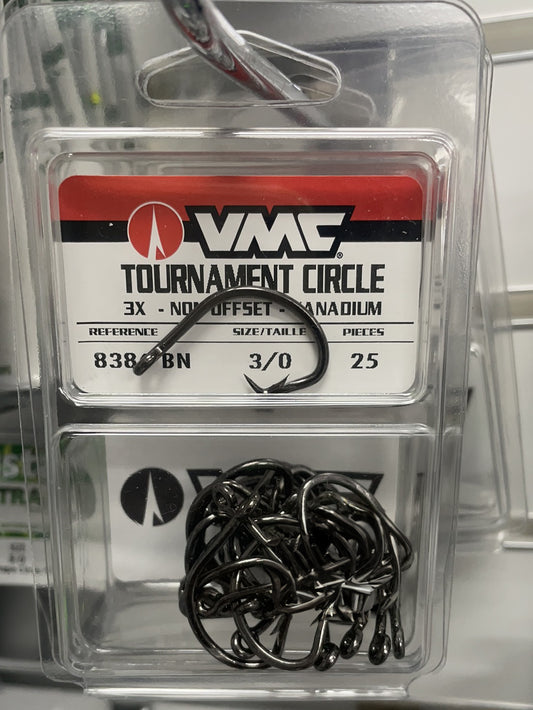 VMC®
TOURNAMENT CIRCLE
3X - NON OFFSET - VANADIUM
REFERENCE SIZE/TAILLE PIECES
3/0 25